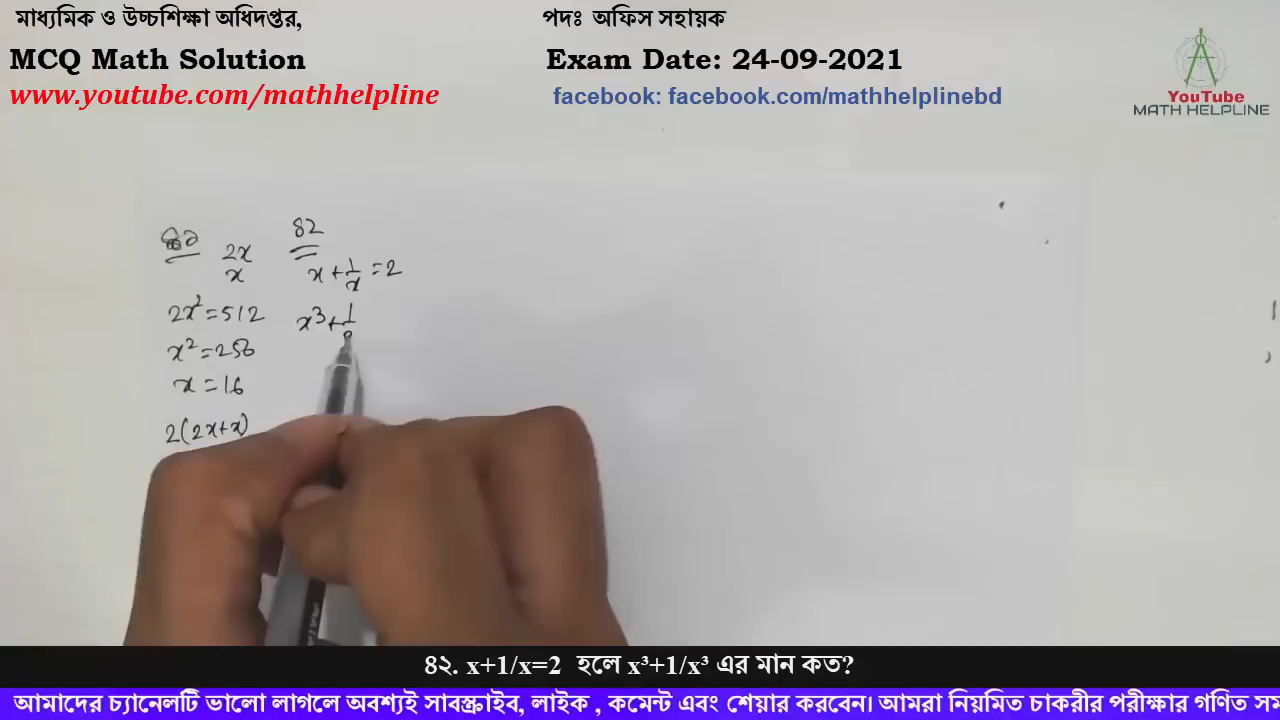 মাধ্যমিক ও উচ্চশিক্ষা অধিদপ্তর,
পদঃ অফিস সহায়ক
MCQ Math Solution
Exam Date: 24-09-2021
www.youtube.com/mathhelpline
facebook: facebook.com/mathhelplinebd
YouTube
MATH HELPLINE
2x
x
2x²=512
x²=256
x=16
2(2x+x)
৪২
x+1/x=2
x³+1/
৪২. x+1/x=2 হলে x³+1/x³ এর মান কত?
আমাদের চ্যানেলটি ভালো লাগলে অবশ্যই সাবস্ক্রাইব, লাইক , কমেন্ট এবং শেয়ার করবেন। আমরা নিয়মিত চাকরীর পরীক্ষার গণিত